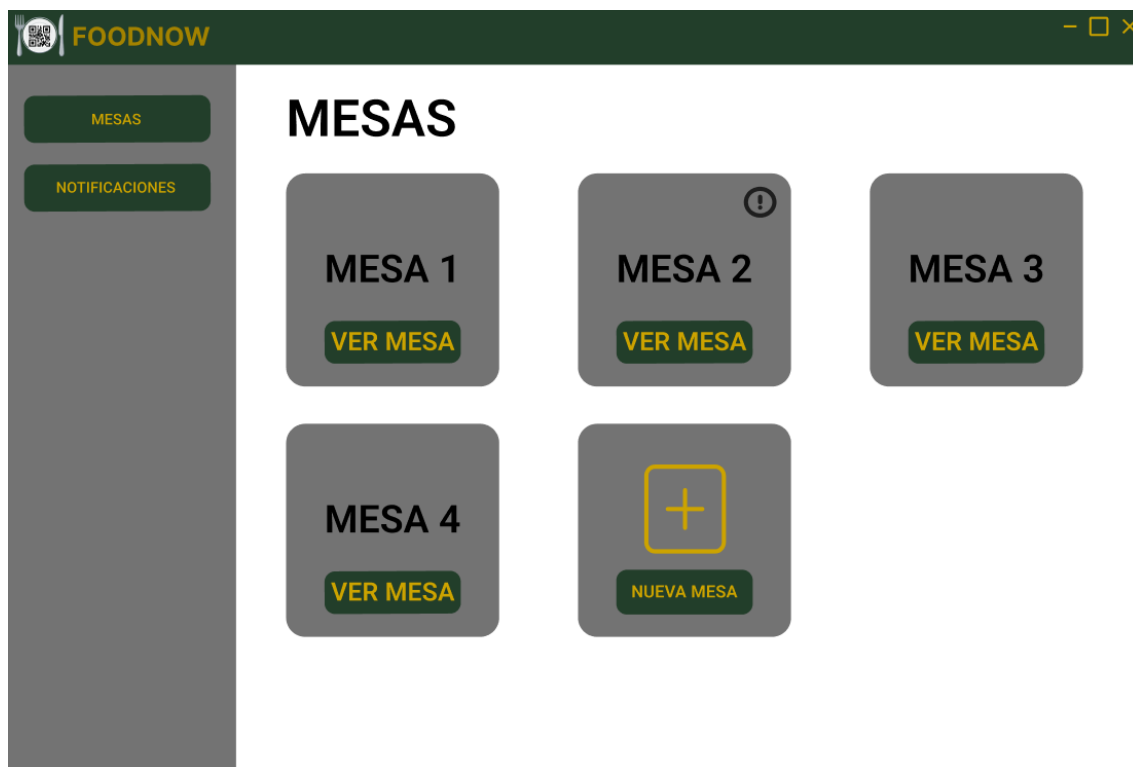 FOODNOW
MESAS
NOTIFICACIONES
MESAS
MESA 1
VER MESA
MESA 2
VER MESA
MESA 3
VER MESA
MESA 4
VER MESA
NUEVA MESA